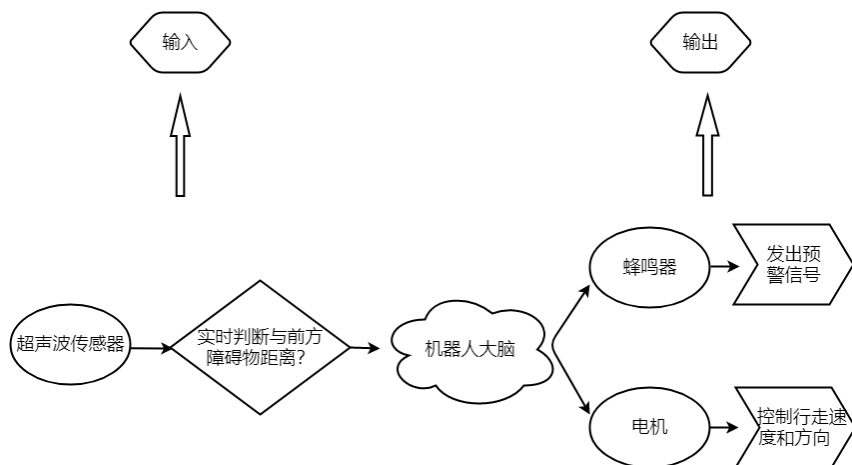 输入
输出
超声波传感器
实时判断与前方
障碍物距离?
机器人大脑
蜂鸣器
发出预
警信号
电机
控制行走速
度和方向